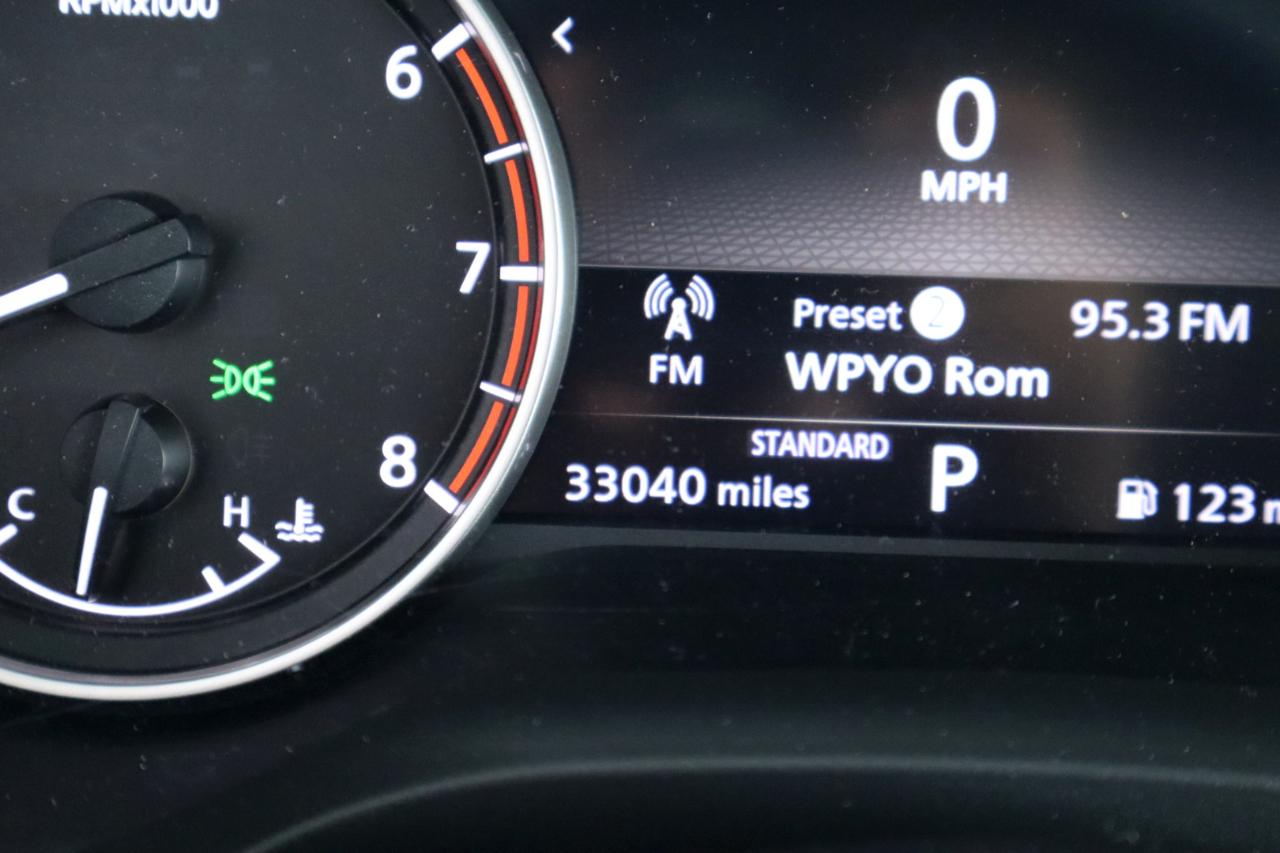 RPMx1000
6
7
8
C
H
0
MPH
FM
Preset 2
95.3 FM
WPYO Rom
STANDARD
33040 miles
P
123